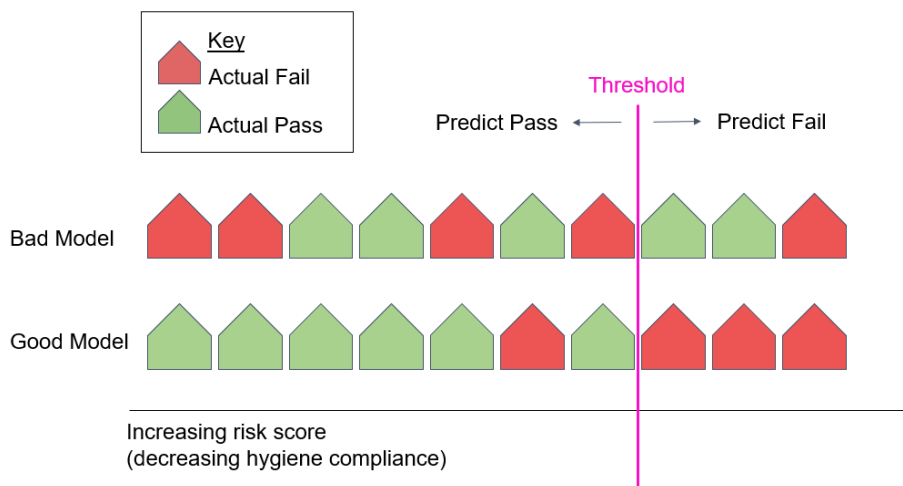 Key
Actual Fail
Actual Pass
Threshold
Predict Pass
Predict Fail
Bad Model
Good Model
Increasing risk score
(decreasing hygiene compliance)